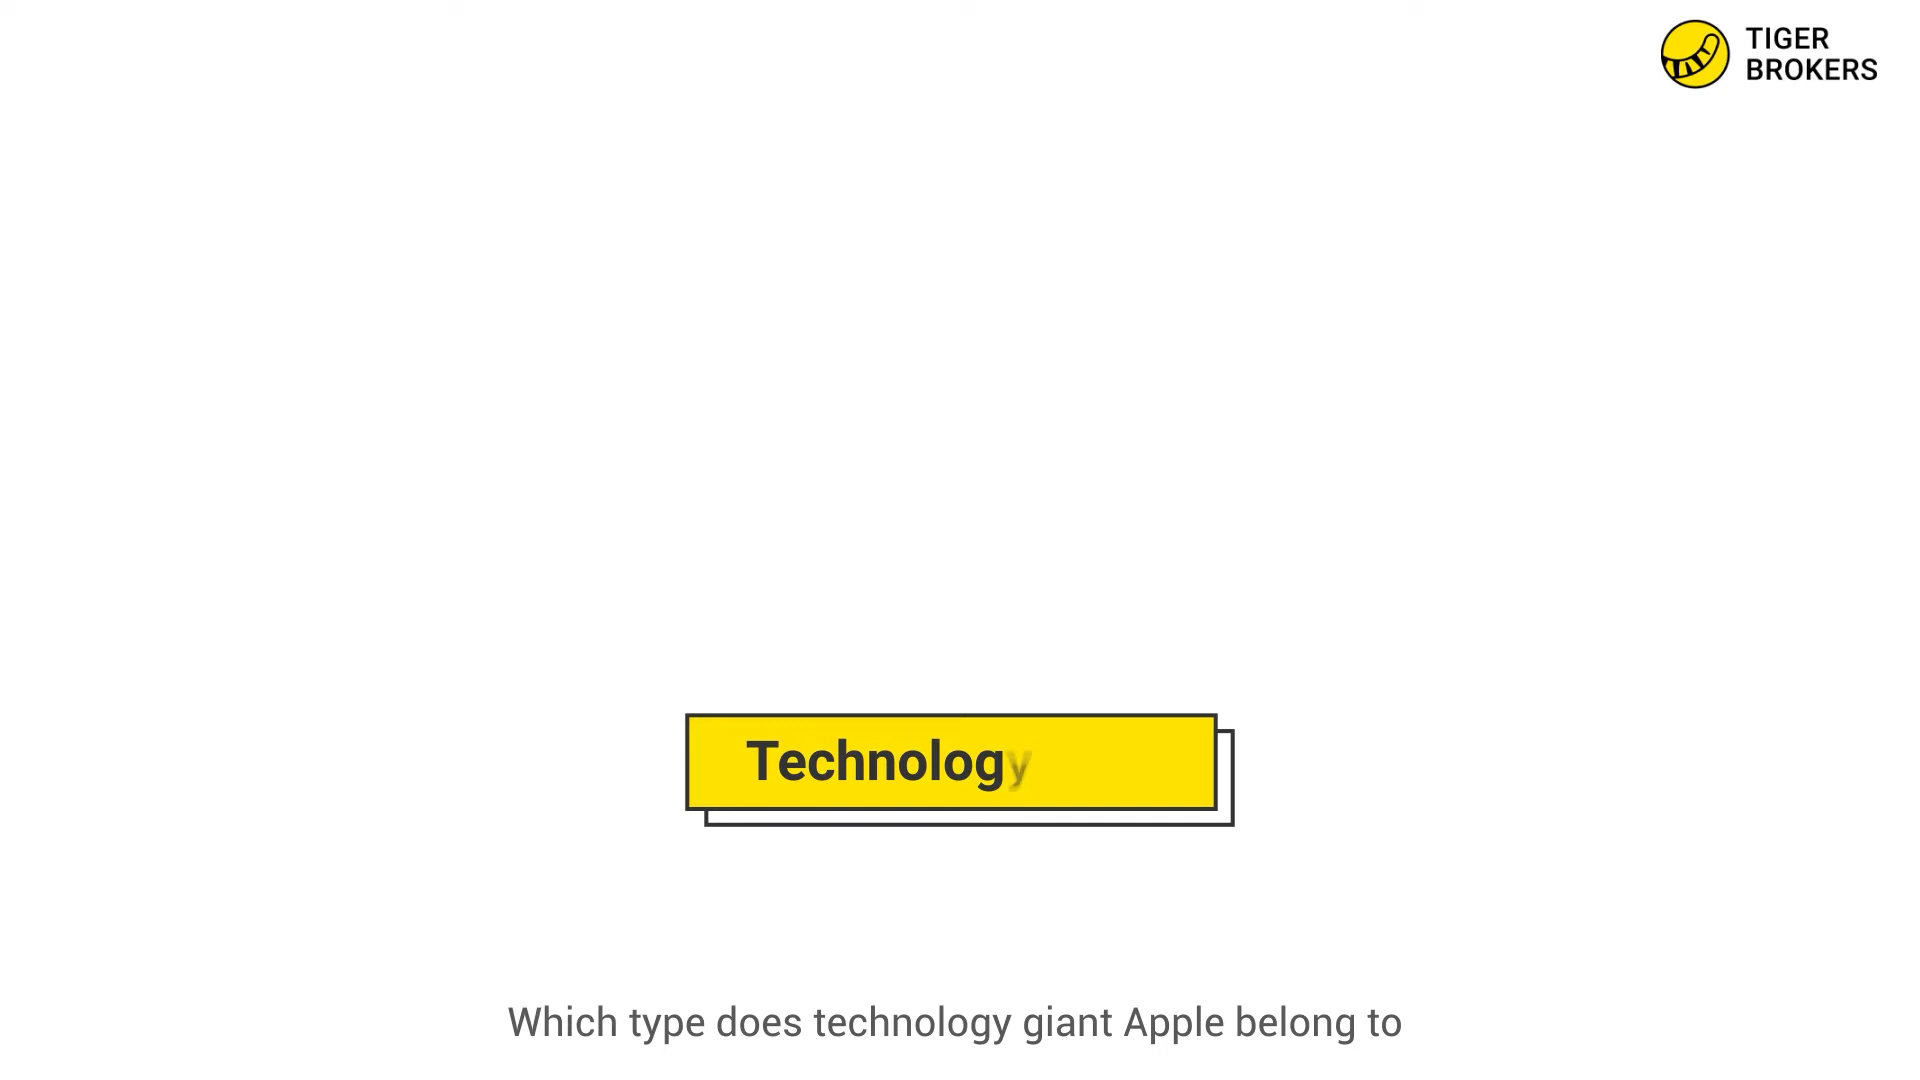 TIGER
BROKERS
Technology
Which type does technology giant Apple belong to